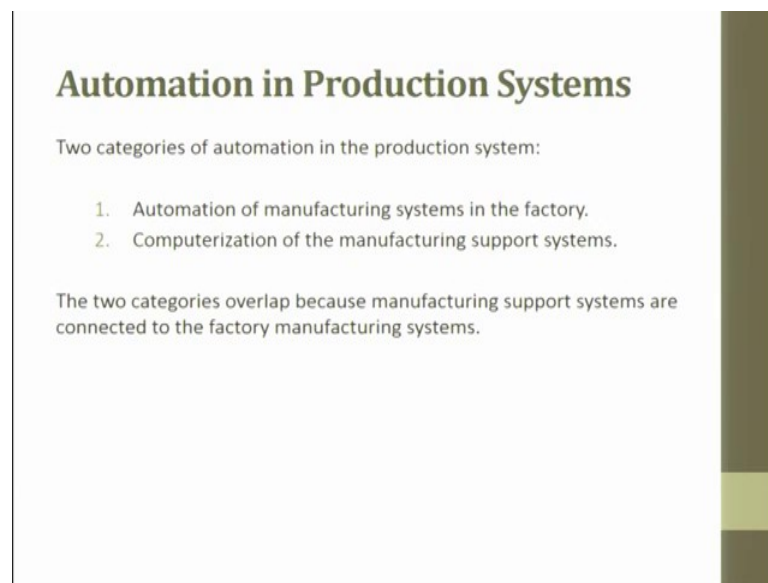 Automation in Production Systems
Two categories of automation in the production system:
1. Automation of manufacturing systems in the factory.
2. Computerization of the manufacturing support systems.
The two categories overlap because manufacturing support systems are
connected to the factory manufacturing systems.